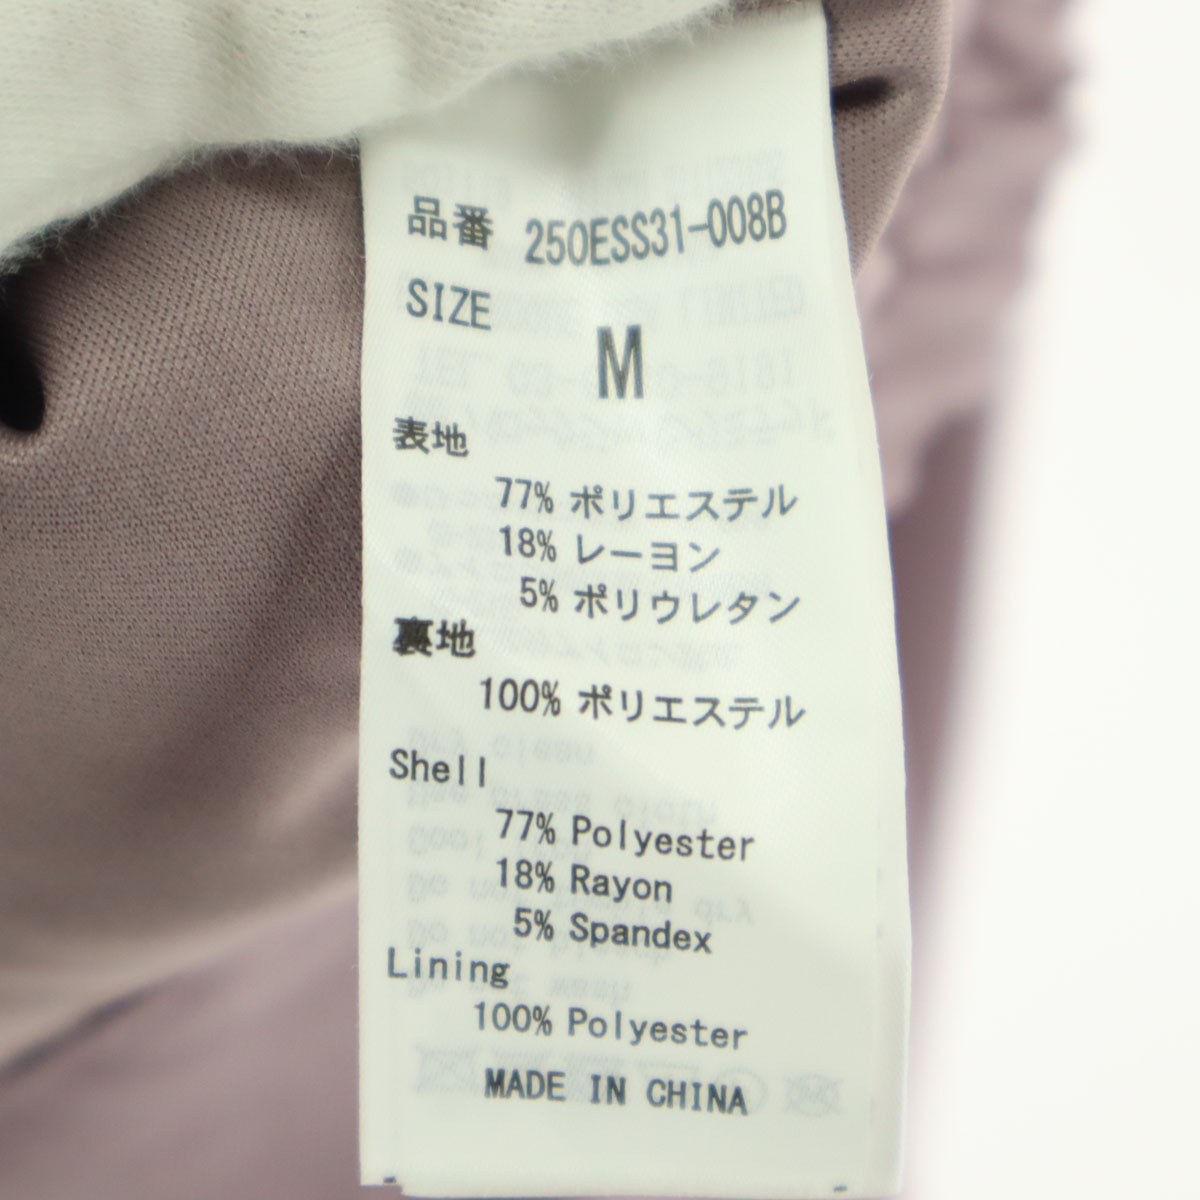 品番 250ESS31-008B
SIZE
M
表地
77% ポリエステル
18% レーヨン
5% ポリウレタン
裏地
100% ポリエステル
Shell
77% Polyester
18% Rayon
5% Spandex
Lining
100% Polyester
MADE IN CHINA